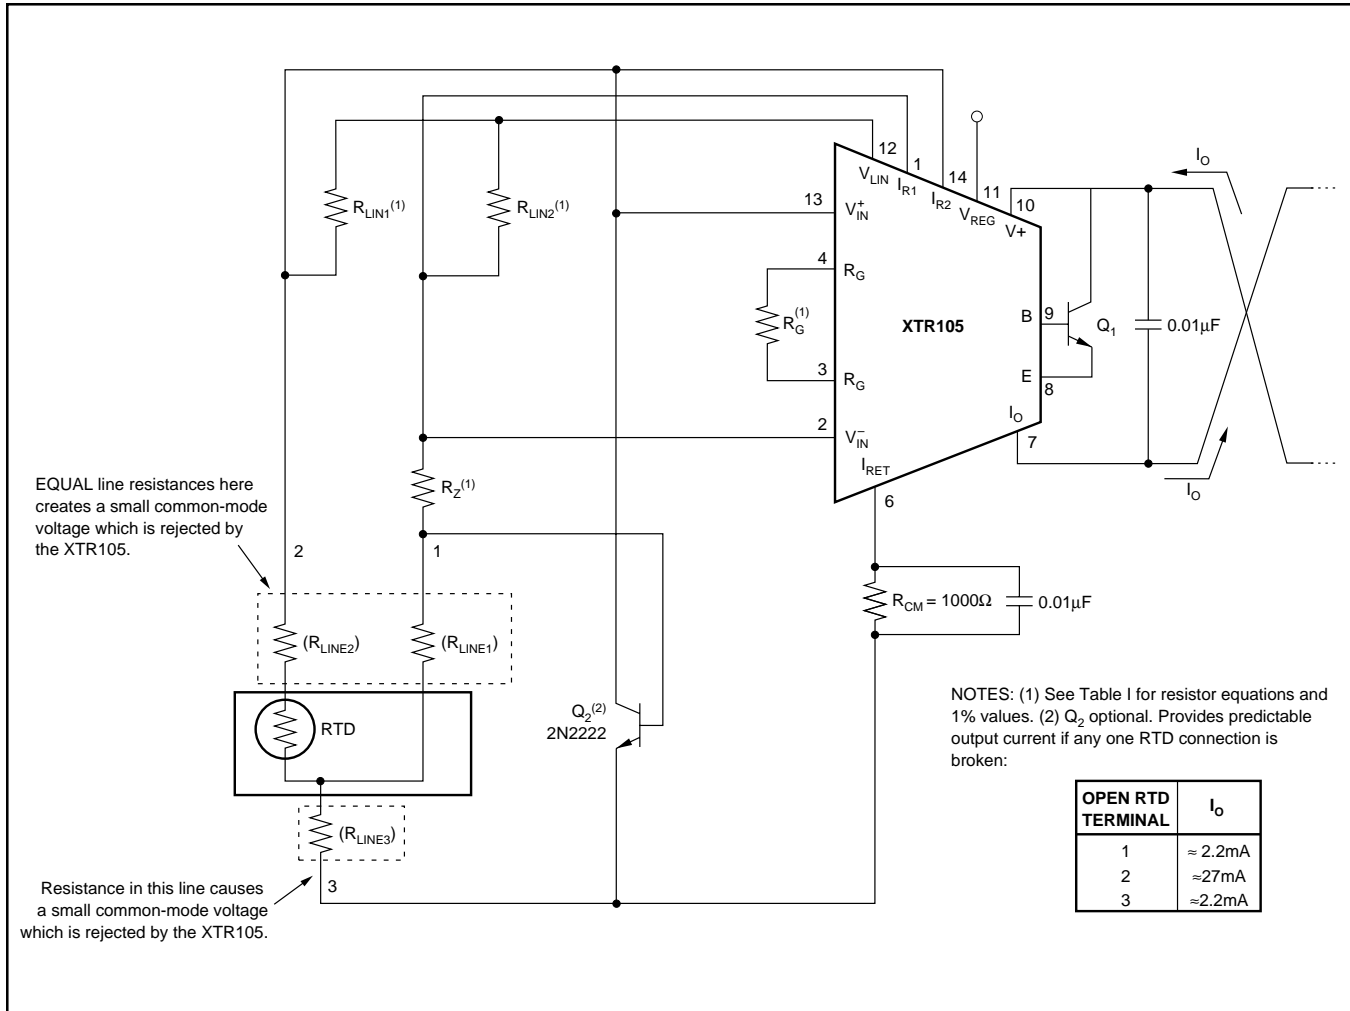 12
V_LIN
1
I_R1
14
I_R2
11
V_REG
10
V+
I_O
R_LIN1^(1)
R_LIN2^(1)
13
V_IN^+
4
R_G
R_G^(1)
XTR105
B
9
Q_1
0.01µF
3
R_G
E
8
2
V_IN^−
I_O
7
I_RET
6
I_O
EQUAL line resistances here
creates a small common-mode
voltage which is rejected by
the XTR105.
R_Z^(1)
2
1
(R_LINE2)
(R_LINE1)
R_CM = 1000Ω
0.01µF
RTD
Q_2^(2)
2N2222
(R_LINE3)
3
Resistance in this line causes
a small common-mode voltage
which is rejected by the XTR105.
NOTES: (1) See Table I for resistor equations and
1% values. (2) Q_2 optional. Provides predictable
output current if any one RTD connection is
broken:
OPEN RTD TERMINAL I_O
1 ≈ 2.2mA
2 ≈27mA
3 ≈2.2mA